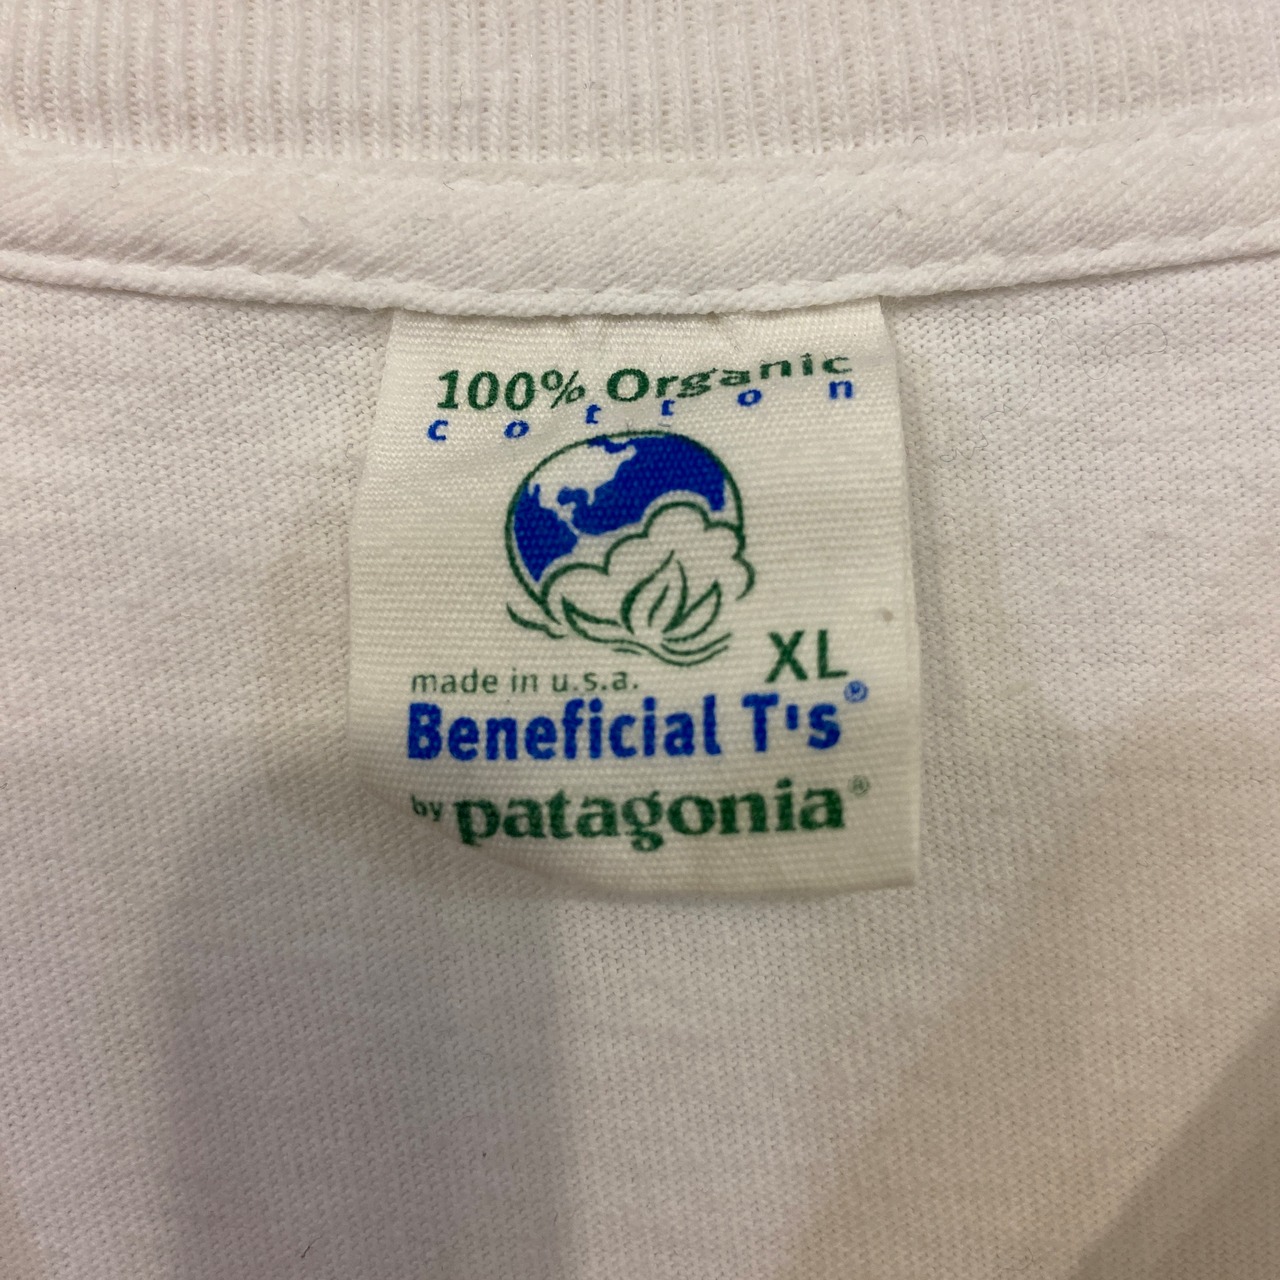 100% Organic
cotton
XL
made in u.s.a.
Beneficial T's®
by patagonia®